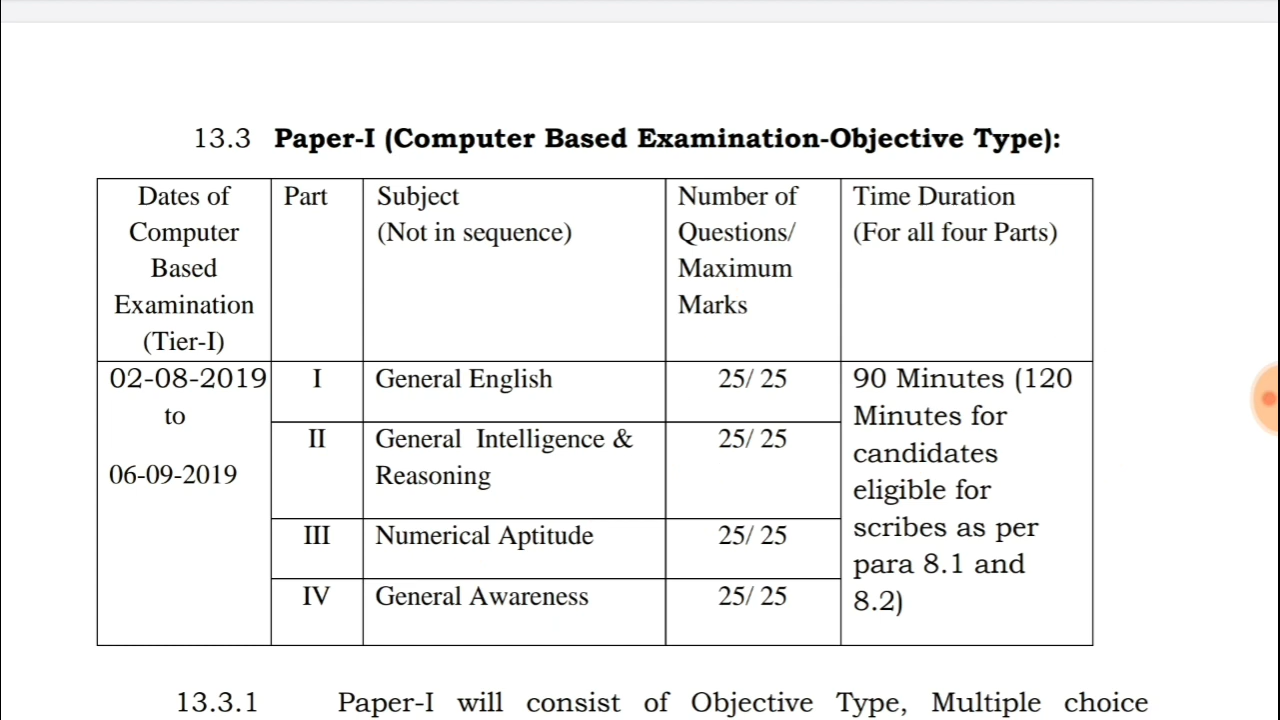 13.3 Paper-I (Computer Based Examination-Objective Type):
Dates of
Computer
Based
Examination
(Tier-I)
Part
Subject
(Not in sequence)
Number of
Questions/
Maximum
Marks
Time Duration
(For all four Parts)
02-08-2019
to
06-09-2019
I
General English
25/ 25
II
General Intelligence &
Reasoning
25/ 25
III
Numerical Aptitude
25/ 25
IV
General Awareness
25/ 25
90 Minutes (120
Minutes for
candidates
eligible for
scribes as per
para 8.1 and
8.2)
13.3.1 Paper-I will consist of Objective Type, Multiple choice